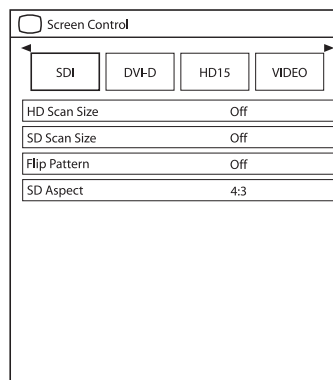 Screen Control
SDI DVI-D HD15 VIDEO
HD Scan Size Off
SD Scan Size Off
Flip Pattern Off
SD Aspect 4:3